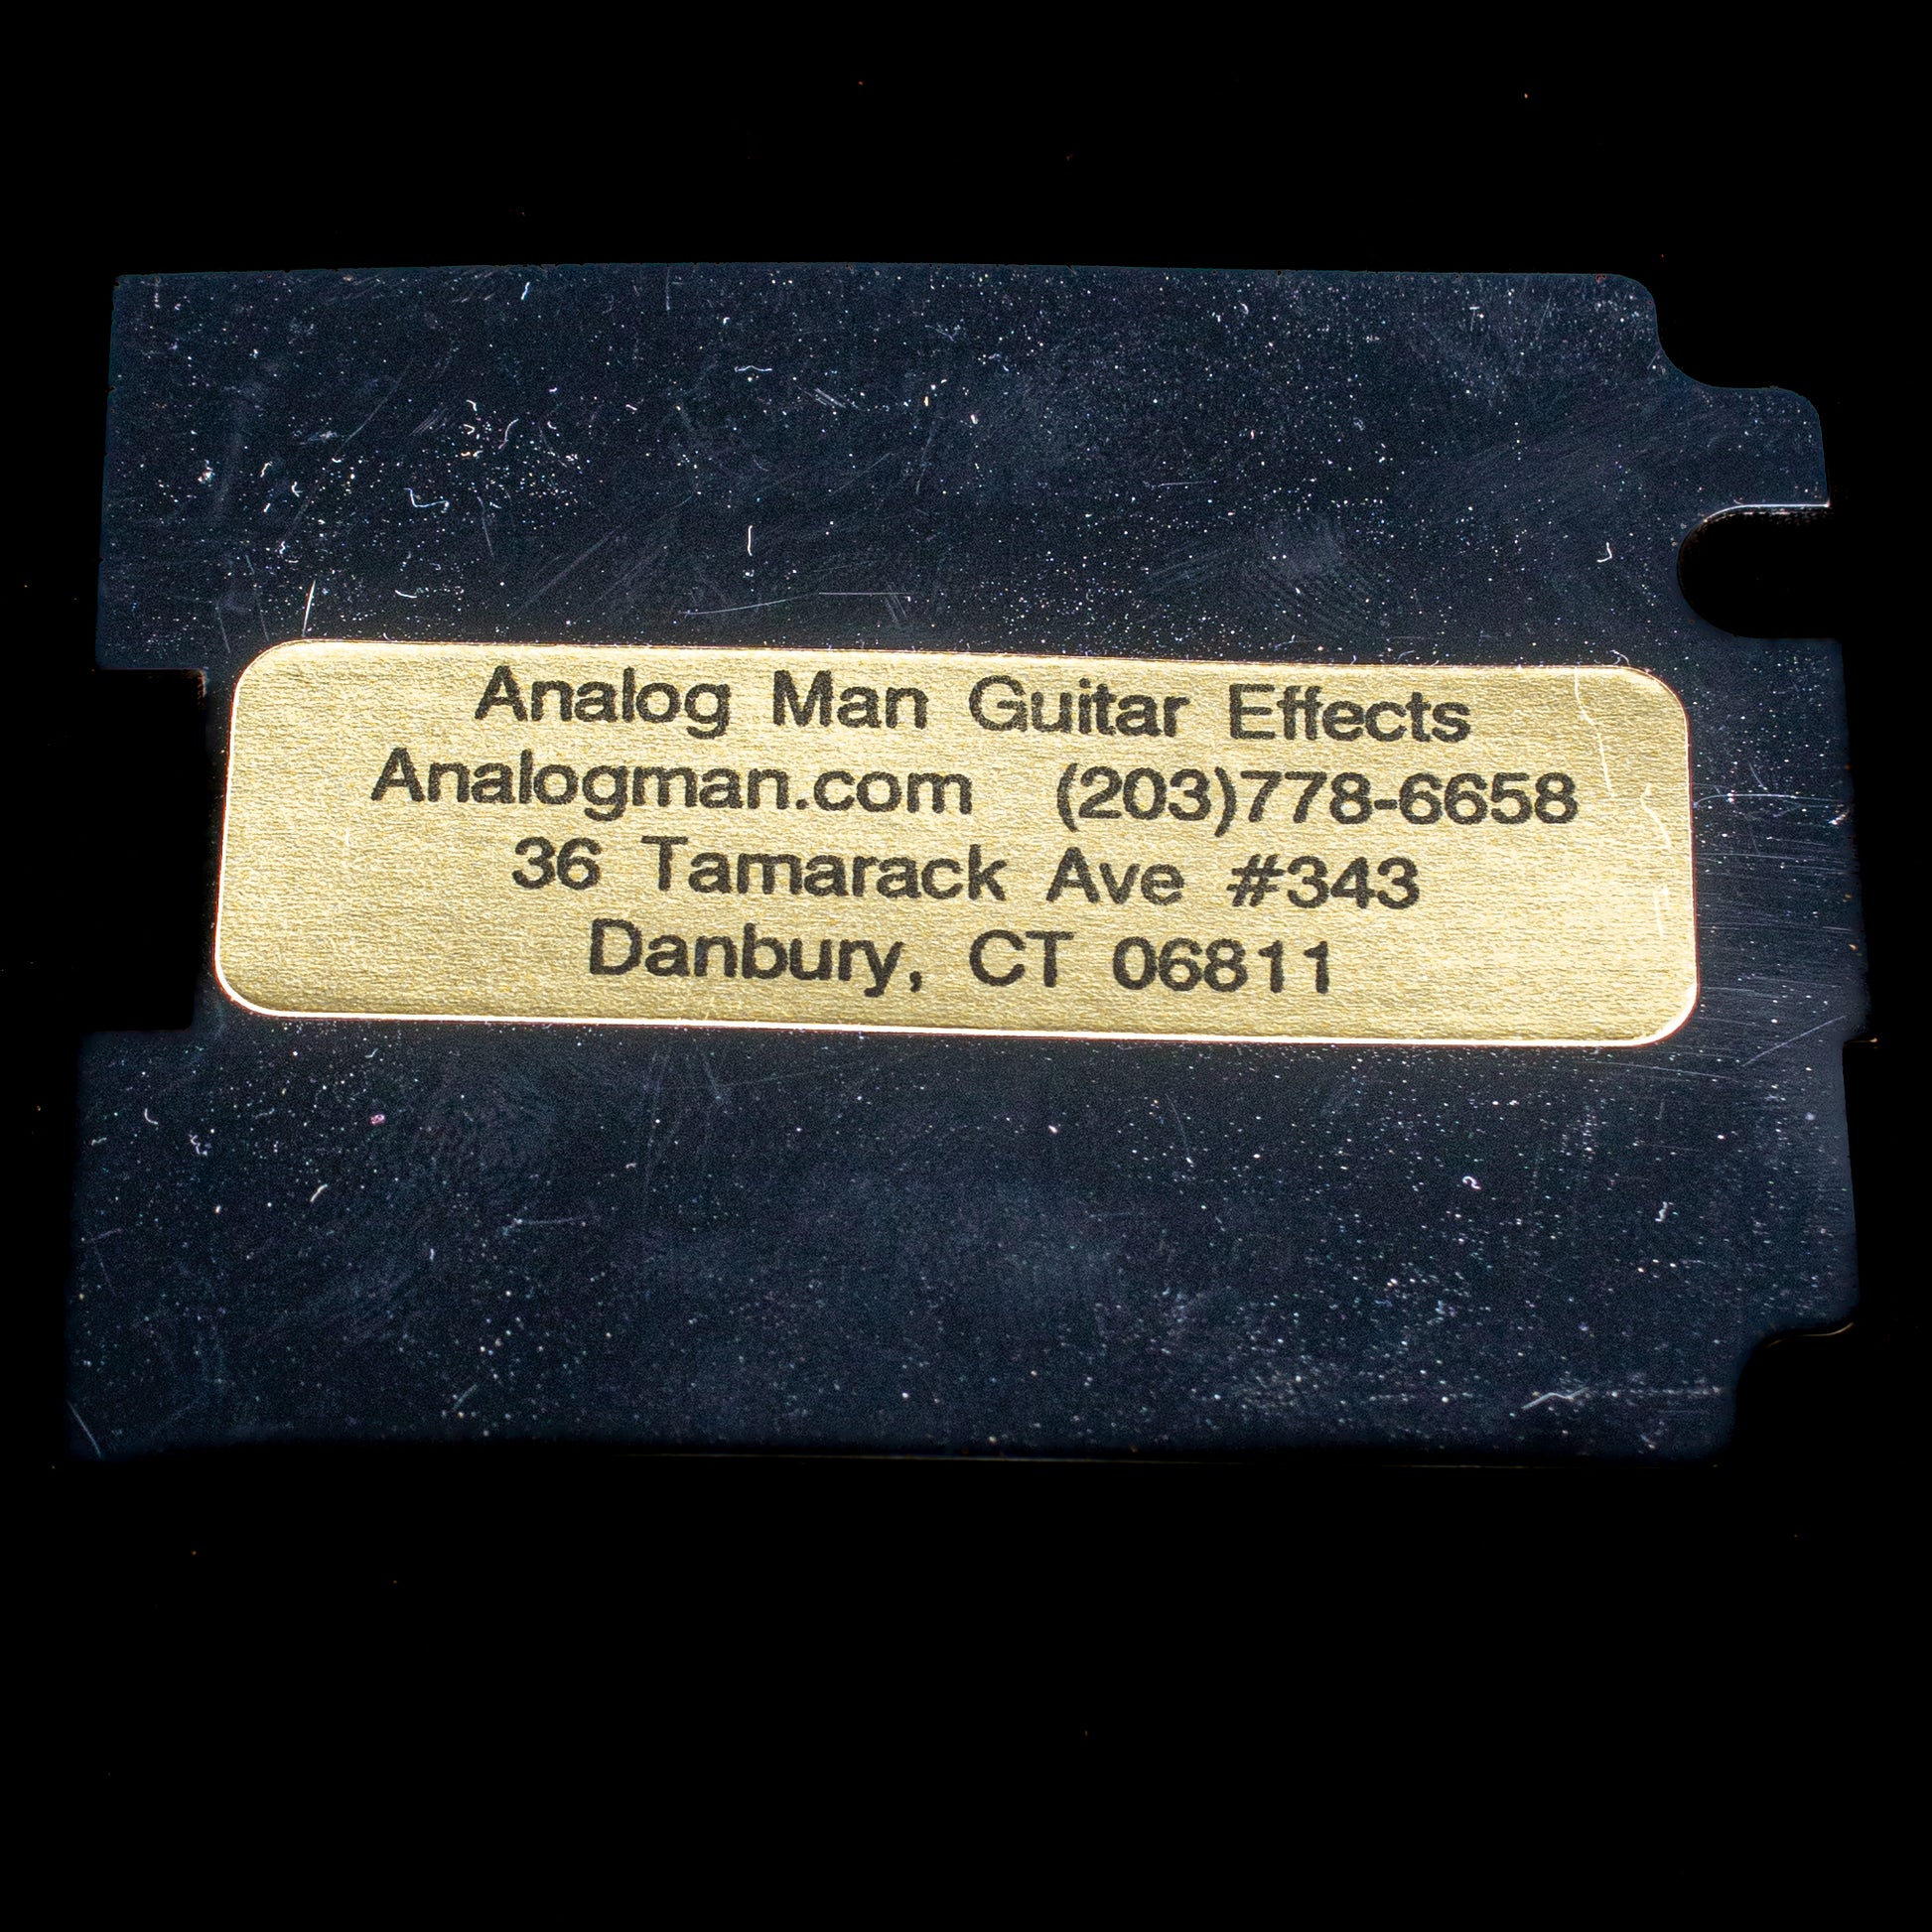 Analog Man Guitar Effects
Analogman.com (203)778-6658
36 Tamarack Ave #343
Danbury, CT 06811